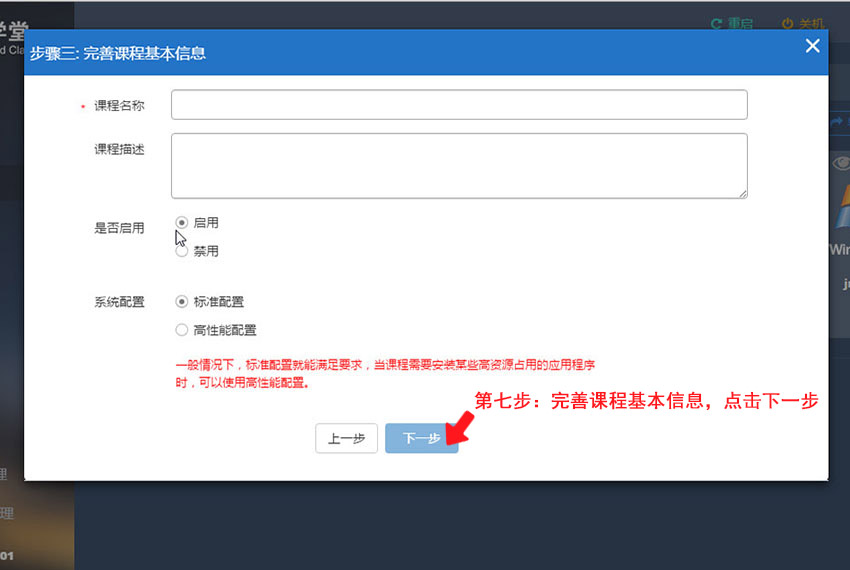 学堂
重启
关机
步骤三: 完善课程基本信息
* 课程名称
课程描述
是否启用
启用
禁用
系统配置
标准配置
高性能配置
一般情况下，标准配置就能满足要求，当课程需要安装某些高资源占用的应用程序
时，可以使用高性能配置。
第七步：完善课程基本信息，点击下一步
上一步
下一步
理
理
01